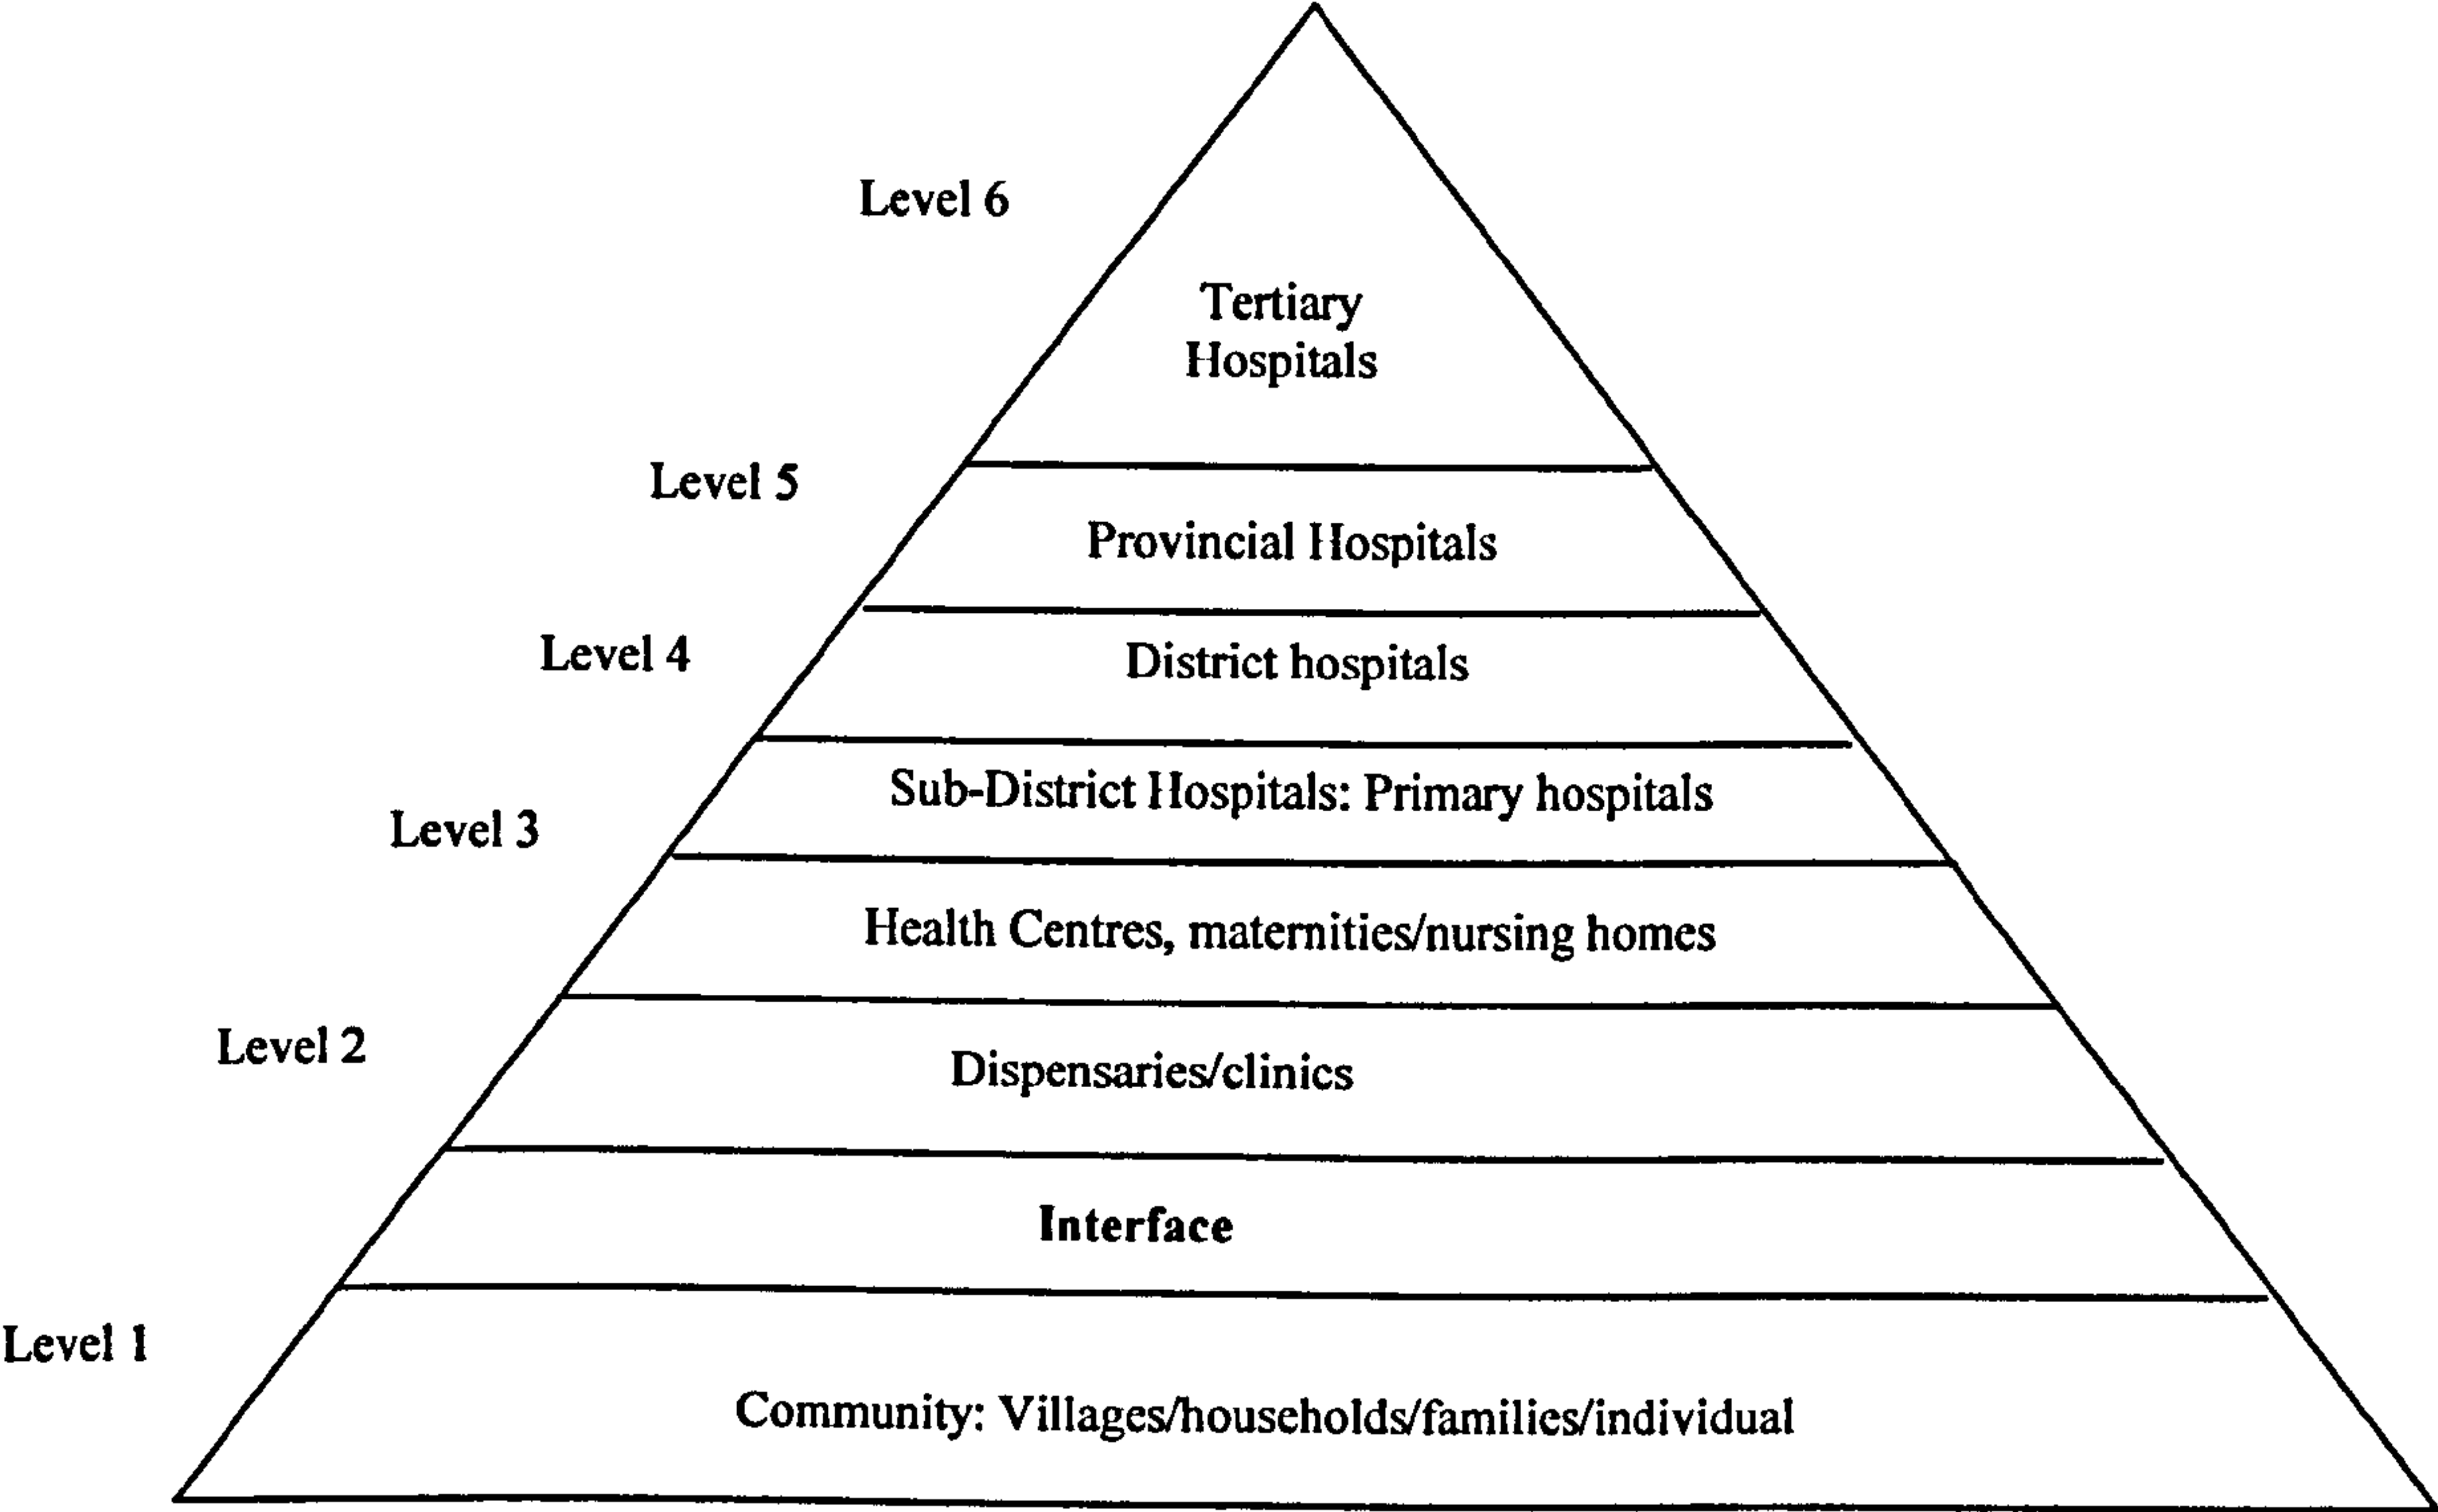 Level 6
Tertiary
Hospitals
Level 5
Provincial Hospitals
Level 4
District hospitals
Sub-District Hospitals: Primary hospitals
Level 3
Health Centres, maternities/nursing homes
Level 2
Dispensaries/clinics
Interface
Level 1
Community: Villages/households/families/individual